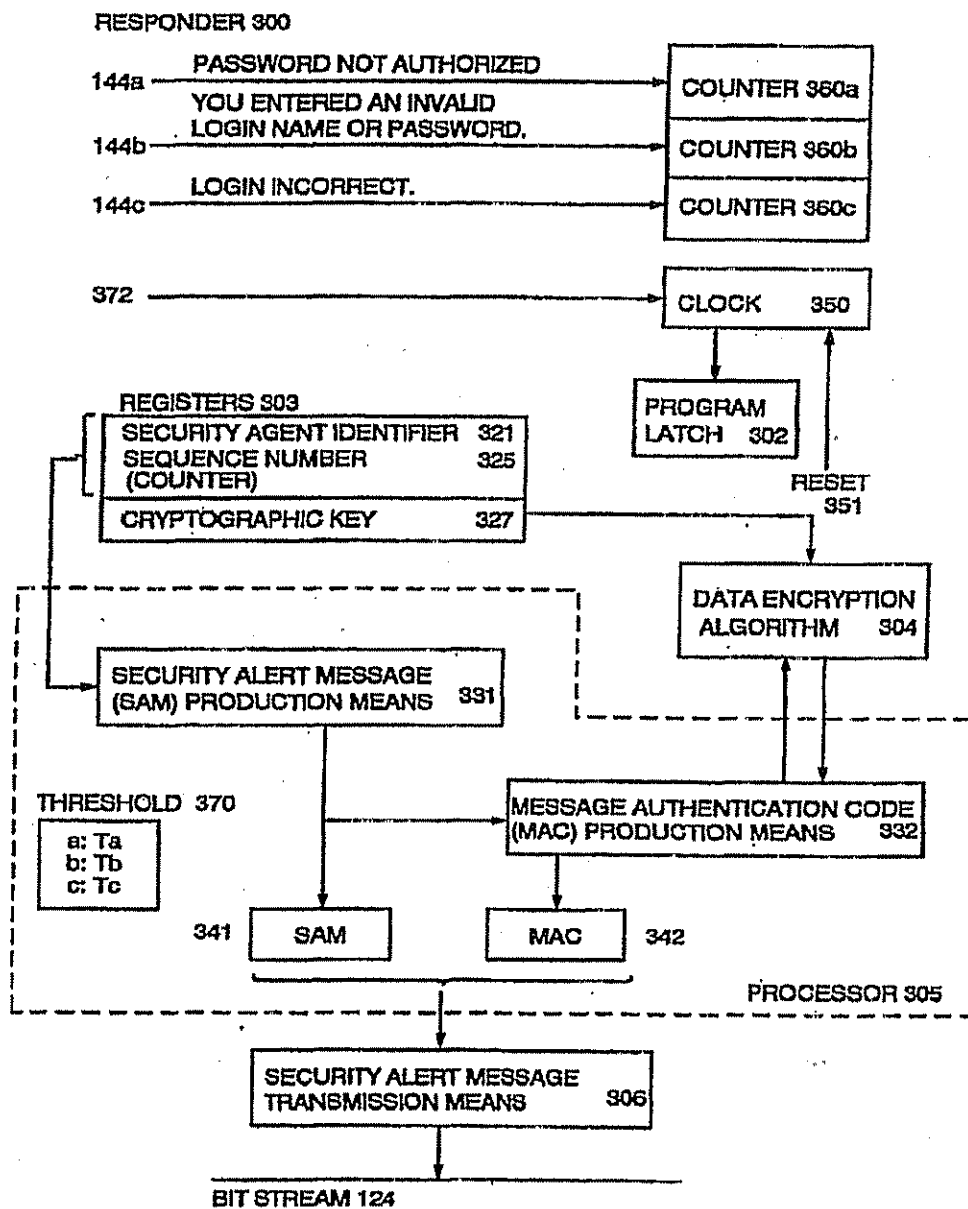 RESPONDER 300
144a PASSWORD NOT AUTHORIZED
COUNTER 360a
YOU ENTERED AN INVALID
144b LOGIN NAME OR PASSWORD.
COUNTER 360b
144c LOGIN INCORRECT.
COUNTER 360c
372
CLOCK 350
PROGRAM
LATCH 302
RESET
351
REGISTERS 303
SECURITY AGENT IDENTIFIER 321
SEQUENCE NUMBER 325
(COUNTER)
CRYPTOGRAPHIC KEY 327
DATA ENCRYPTION
ALGORITHM 304
SECURITY ALERT MESSAGE
(SAM) PRODUCTION MEANS 331
THRESHOLD 370
a: Ta
b: Tb
c: Tc
MESSAGE AUTHENTICATION CODE
(MAC) PRODUCTION MEANS 332
341 SAM
MAC 342
PROCESSOR 305
SECURITY ALERT MESSAGE
TRANSMISSION MEANS 306
BIT STREAM 124